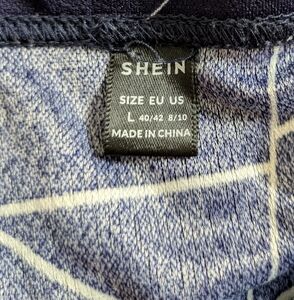 SHEIN
SIZE EU US
L 40/42 8/10
MADE IN CHINA